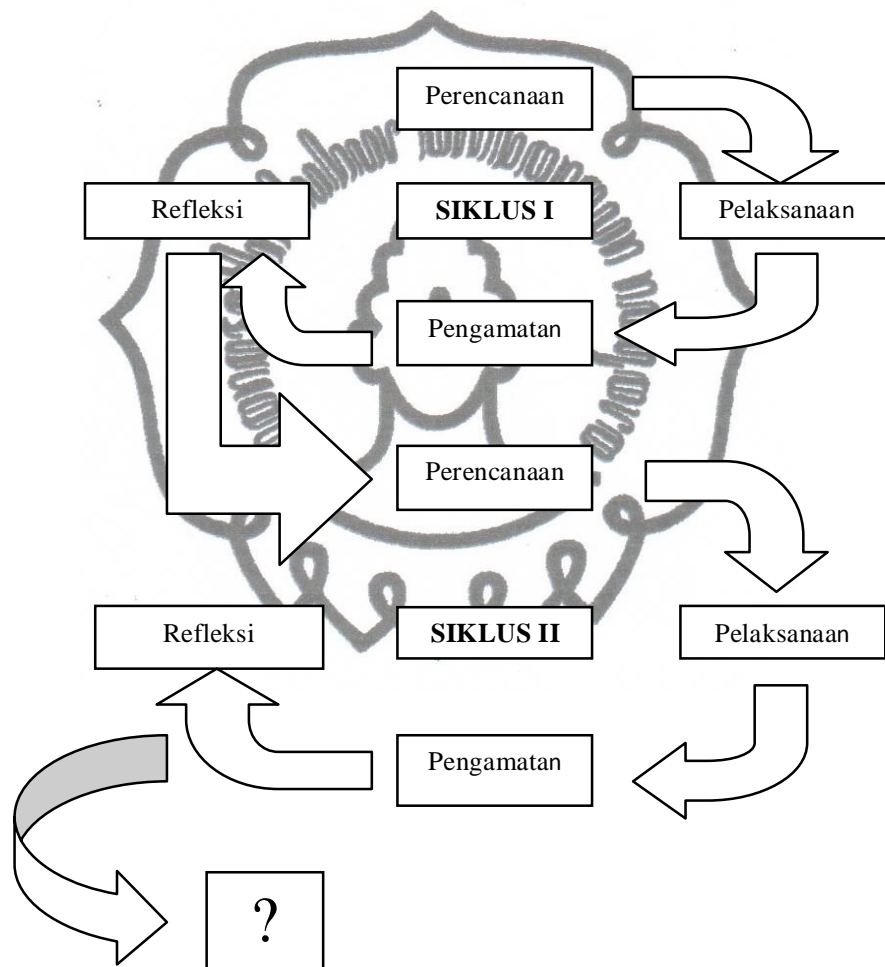 Perencanaan
Refleksi
SIKLUS I
Pelaksanaan
Pengamatan
Perencanaan
Refleksi
SIKLUS II
Pelaksanaan
Pengamatan
?